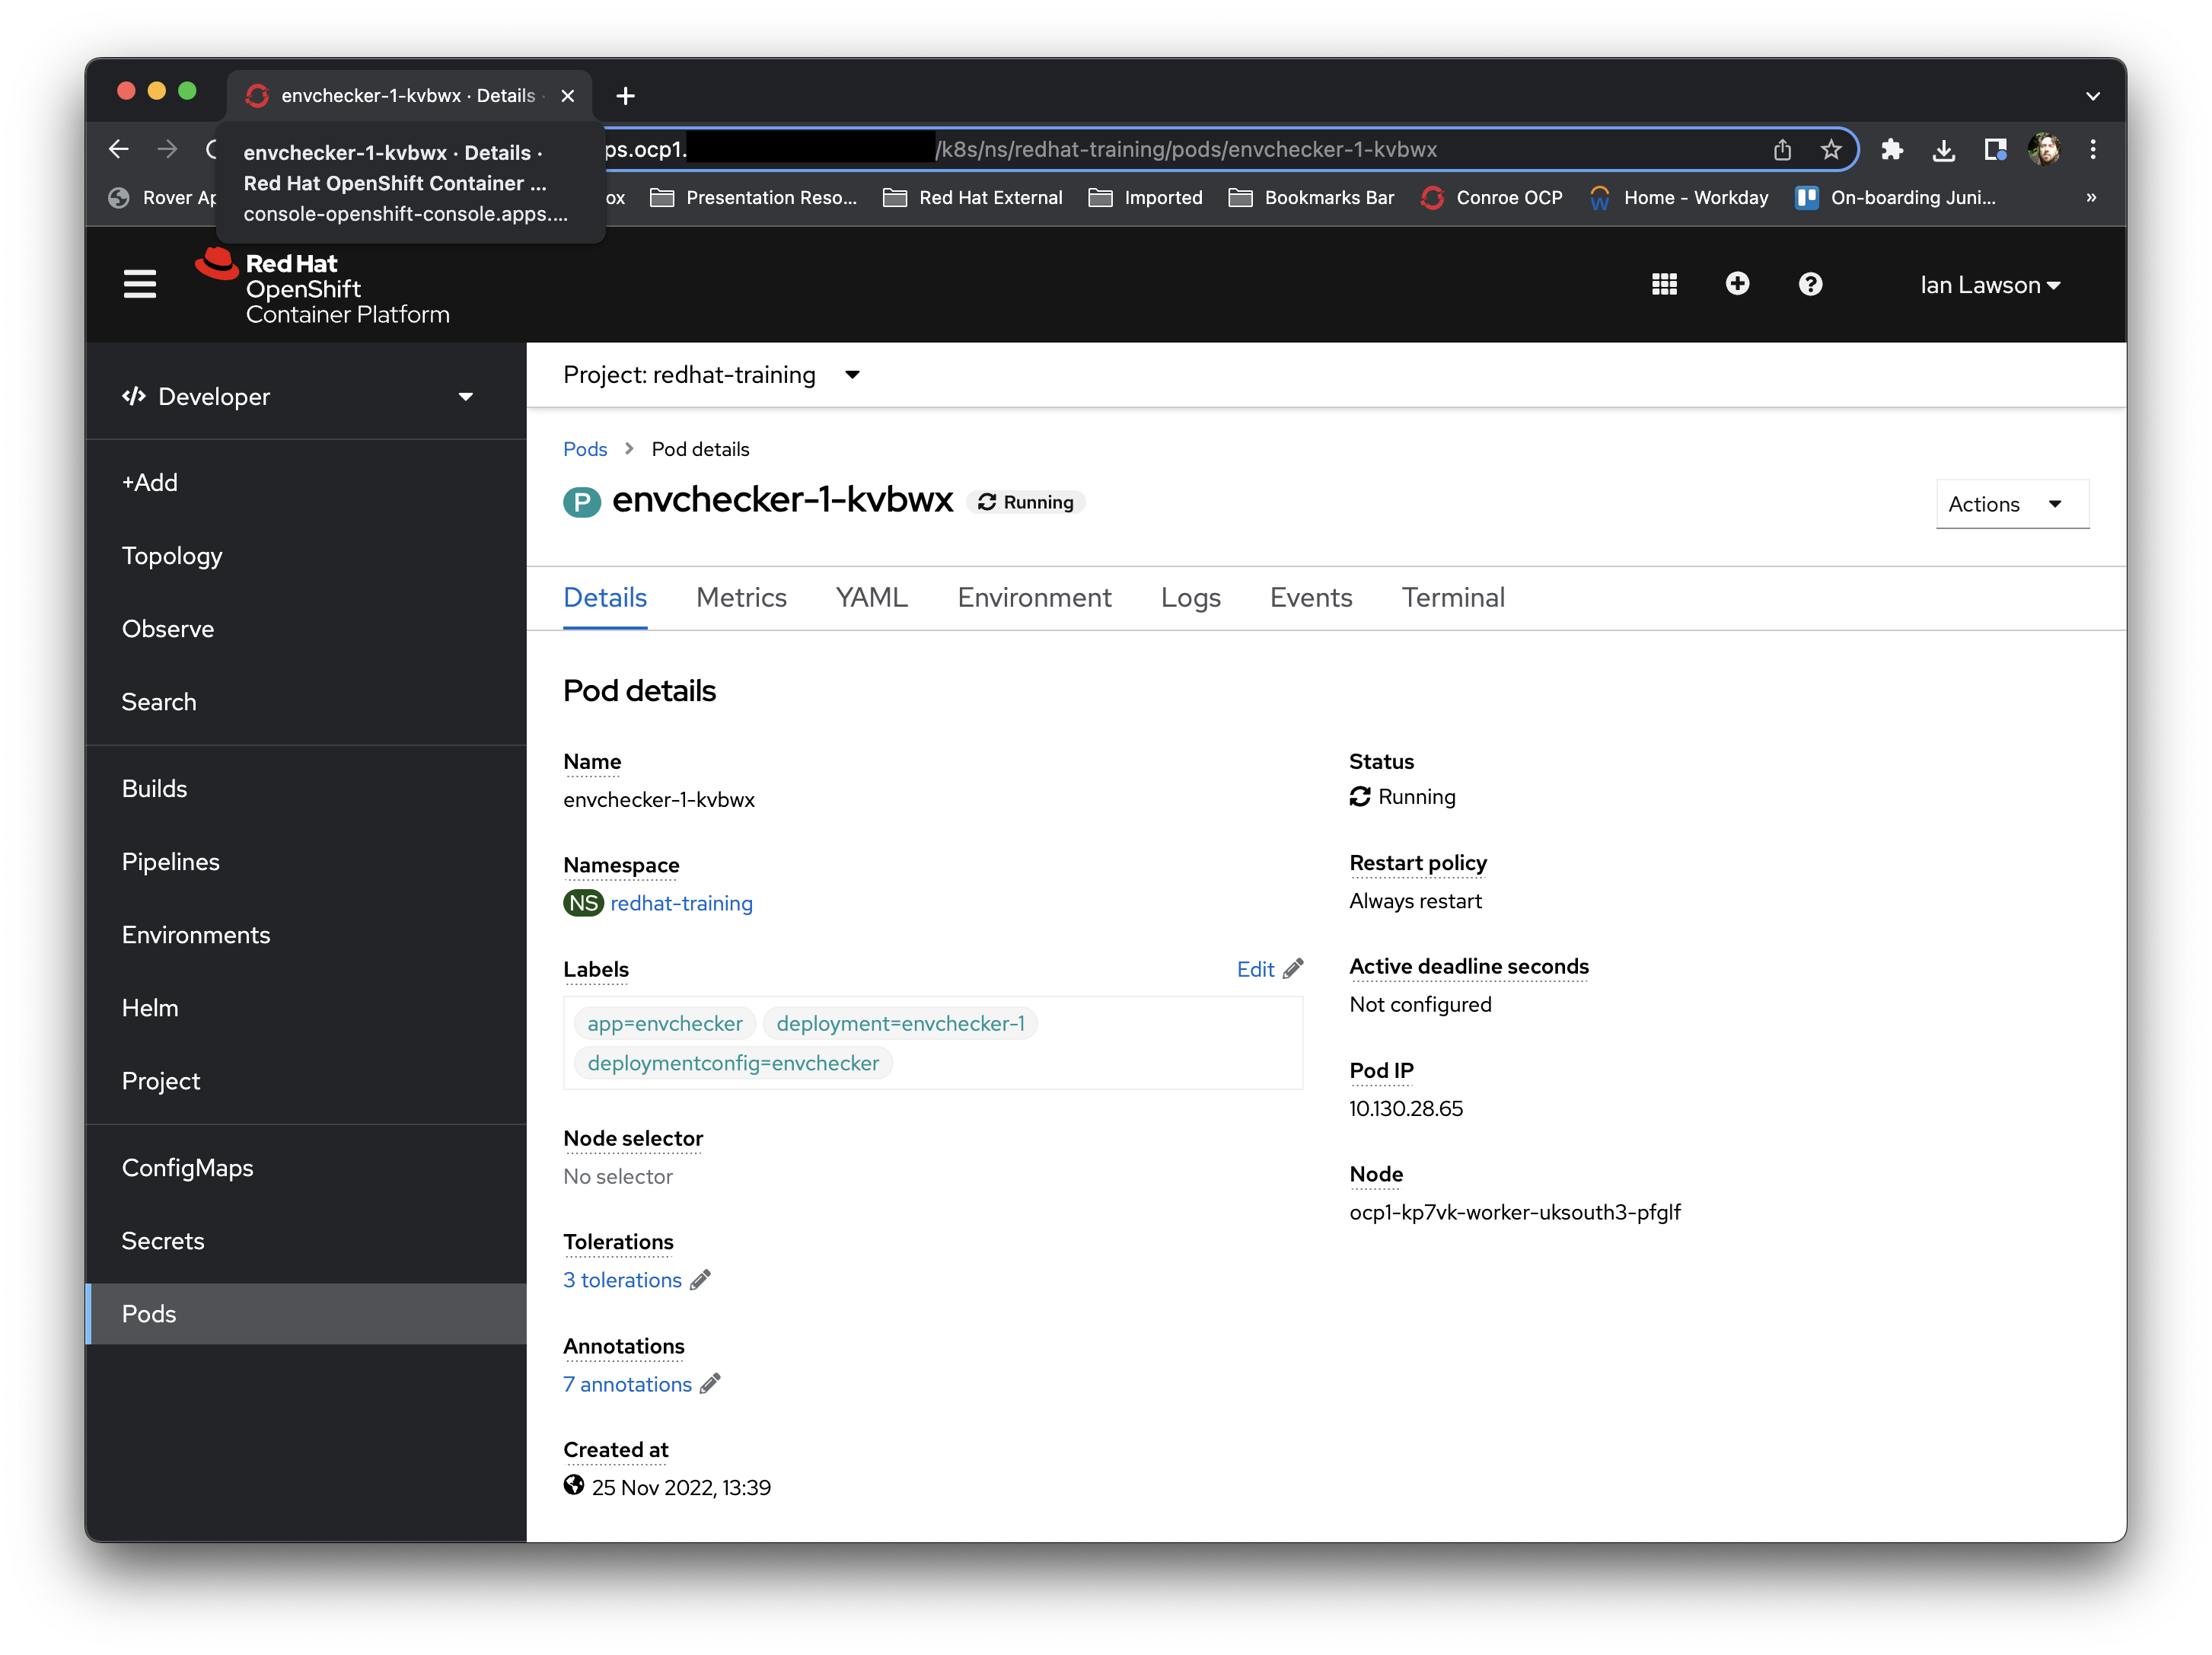 envchecker-1-kvbwx · Details
envchecker-1-kvbwx · Details ·
Red Hat OpenShift Container ...
console-openshift-console.apps....
ps.ocp1. /k8s/ns/redhat-training/pods/envchecker-1-kvbwx
Rover Ap ox Presentation Reso... Red Hat External Imported Bookmarks Bar Conroe OCP Home - Workday On-boarding Juni... »
Red Hat
OpenShift
Container Platform
Ian Lawson
Developer
+Add
Topology
Observe
Search
Builds
Pipelines
Environments
Helm
Project
ConfigMaps
Secrets
Pods
Project: redhat-training
Pods > Pod details
P envchecker-1-kvbwx Running
Actions
Details Metrics YAML Environment Logs Events Terminal
Pod details
Name
envchecker-1-kvbwx
Namespace
NS redhat-training
Labels Edit
app=envchecker deployment=envchecker-1
deploymentconfig=envchecker
Node selector
No selector
Tolerations
3 tolerations
Annotations
7 annotations
Created at
25 Nov 2022, 13:39
Status
Running
Restart policy
Always restart
Active deadline seconds
Not configured
Pod IP
10.130.28.65
Node
ocp1-kp7vk-worker-uksouth3-pfglf